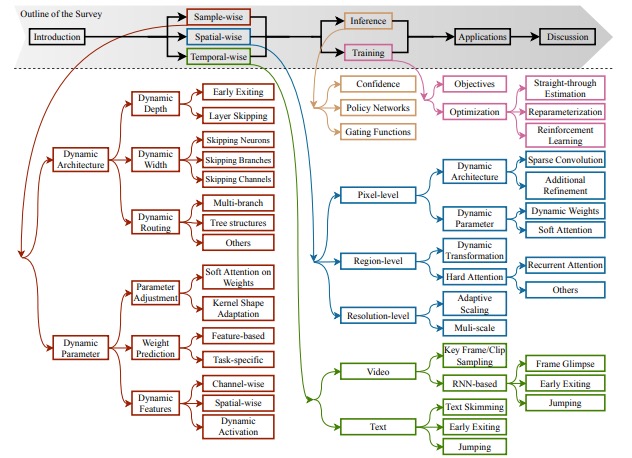 Outline of the Survey
Introduction
Sample-wise
Spatial-wise
Temporal-wise
Inference
Training
Applications
Discussion
Confidence
Policy Networks
Gating Functions
Objectives
Optimization
Straight-through
Estimation
Reparameterization
Reinforcement
Learning
Dynamic
Architecture
Dynamic
Depth
Early Exiting
Layer Skipping
Dynamic
Width
Skipping Neurons
Skipping Branches
Skipping Channels
Dynamic
Routing
Multi-branch
Tree structures
Others
Dynamic
Parameter
Parameter
Adjustment
Soft Attention on
Weights
Kernel Shape
Adaptation
Weight
Prediction
Feature-based
Task-specific
Dynamic
Features
Channel-wise
Spatial-wise
Dynamic
Activation
Pixel-level
Dynamic
Architecture
Sparse Convolution
Additional
Refinement
Dynamic
Parameter
Dynamic Weights
Soft Attention
Region-level
Dynamic
Transformation
Hard Attention
Recurrent Attention
Others
Resolution-level
Adaptive
Scaling
Muli-scale
Video
Key Frame/Clip
Sampling
RNN-based
Frame Glimpse
Early Exiting
Jumping
Text
Text Skimming
Early Exiting
Jumping